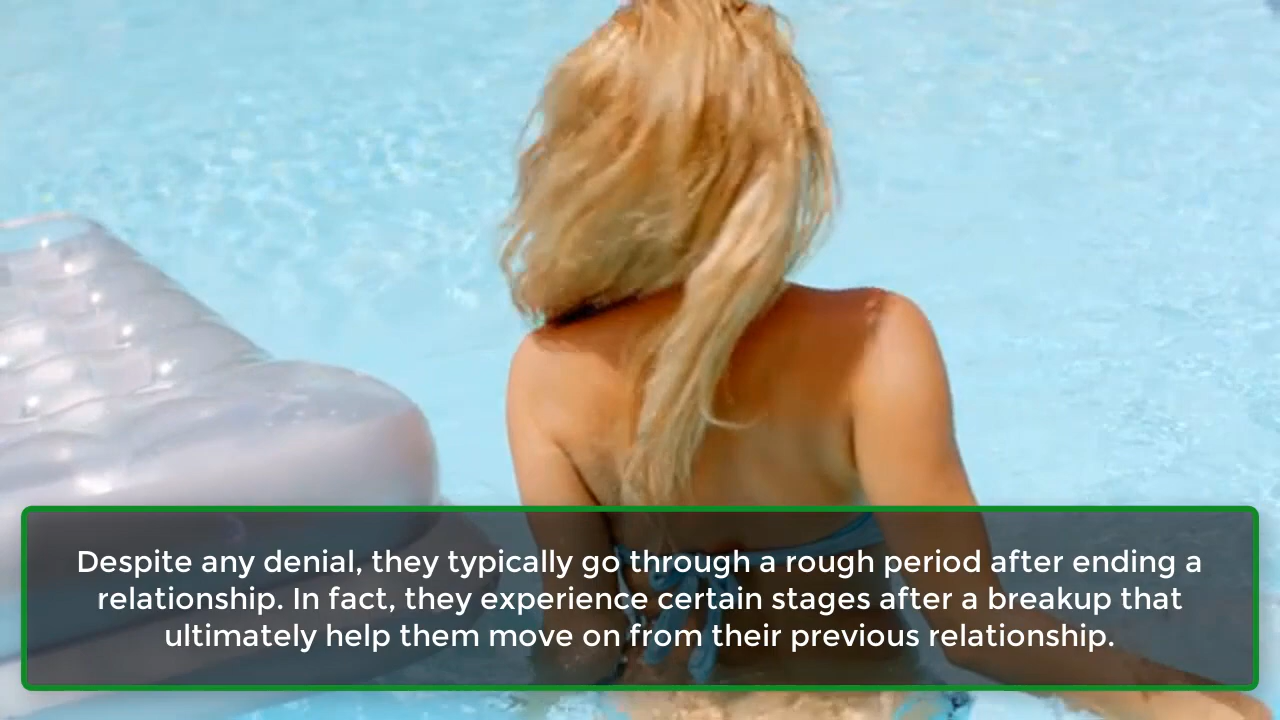 Despite any denial, they typically go through a rough period after ending a
relationship. In fact, they experience certain stages after a breakup that
ultimately help them move on from their previous relationship.